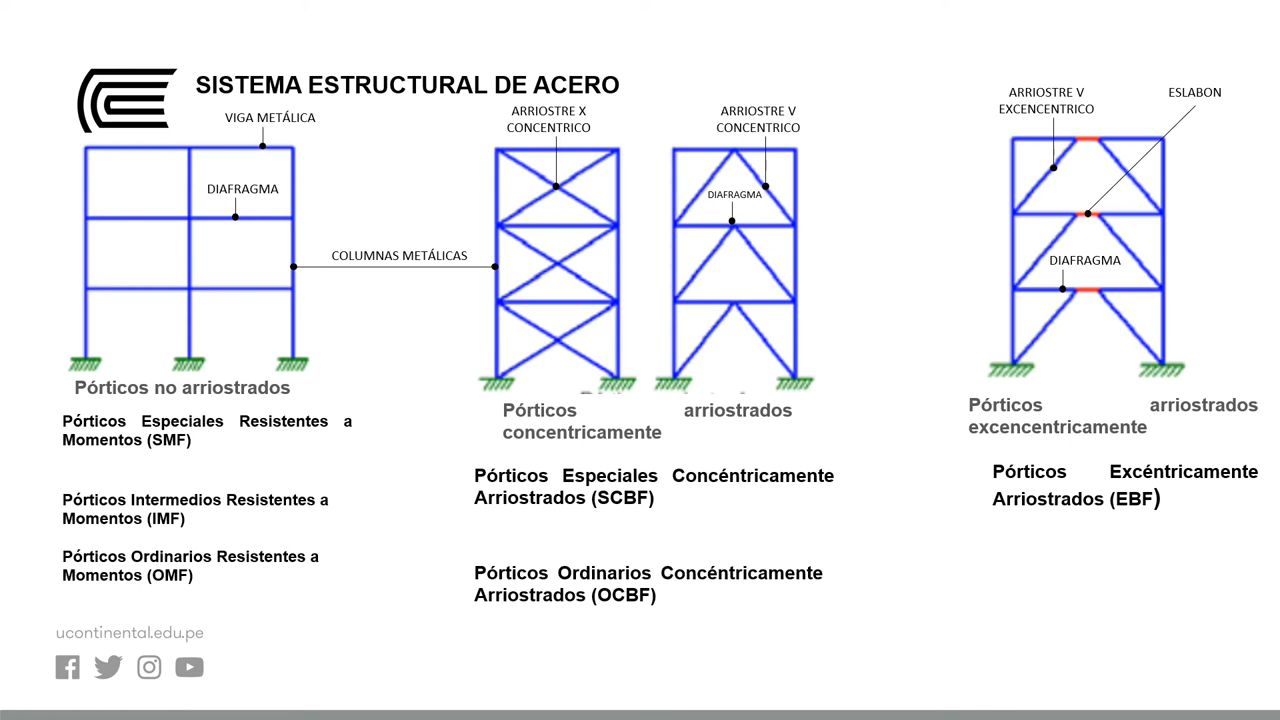 SISTEMA ESTRUCTURAL DE ACERO
VIGA METÁLICA
DIAFRAGMA
COLUMNAS METÁLICAS
Pórticos no arriostrados
Pórticos Especiales Resistentes a
Momentos (SMF)
Pórticos Intermedios Resistentes a
Momentos (IMF)
Pórticos Ordinarios Resistentes a
Momentos (OMF)
ARRIOSTRE X
CONCENTRICO
ARRIOSTRE V
CONCENTRICO
DIAFRAGMA
Pórticos arriostrados
concentricamente
Pórticos Especiales Concéntricamente
Arriostrados (SCBF)
Pórticos Ordinarios Concéntricamente
Arriostrados (OCBF)
ARRIOSTRE V
EXCENCENTRICO
ESLABON
DIAFRAGMA
Pórticos arriostrados
excencentricamente
Pórticos Excéntricamente
Arriostrados (EBF)
ucontinental.edu.pe